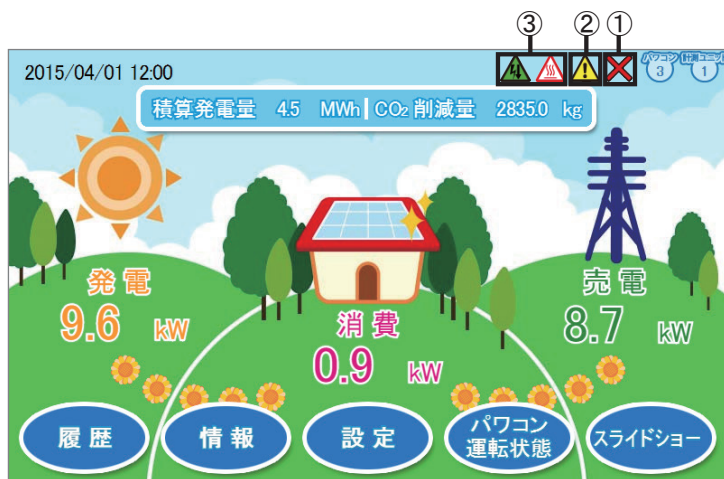 ③ ② ①
2015/04/01 12:00
パワコン 3
計測ユニット 1
積算発電量 4.5 MWh CO₂削減量 2835.0 kg
発電
9.6 kW
売電
8.7 kW
消費
0.9 kW
履歴
情報
設定
パワコン
運転状態
スライドショー